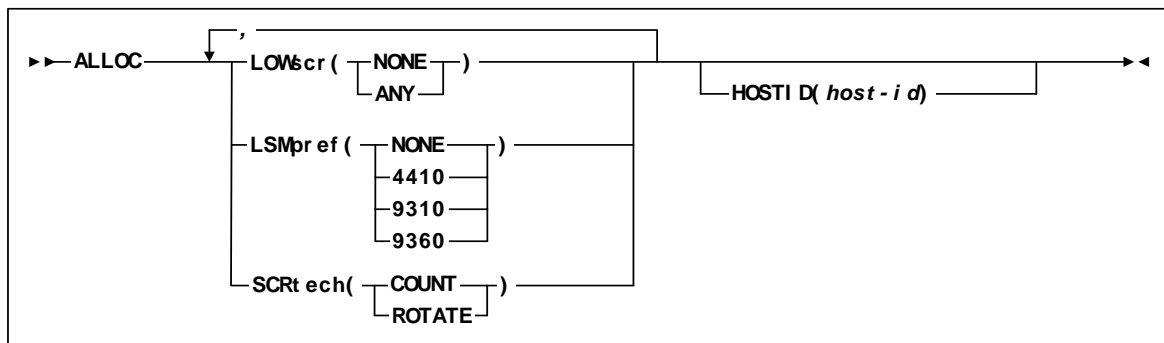 ,
ALLOC LOWscr( NONE )
ANY
HOSTID(host-id)
LSMpref( NONE )
4410
9310
9360
SCRtech( COUNT )
ROTATE